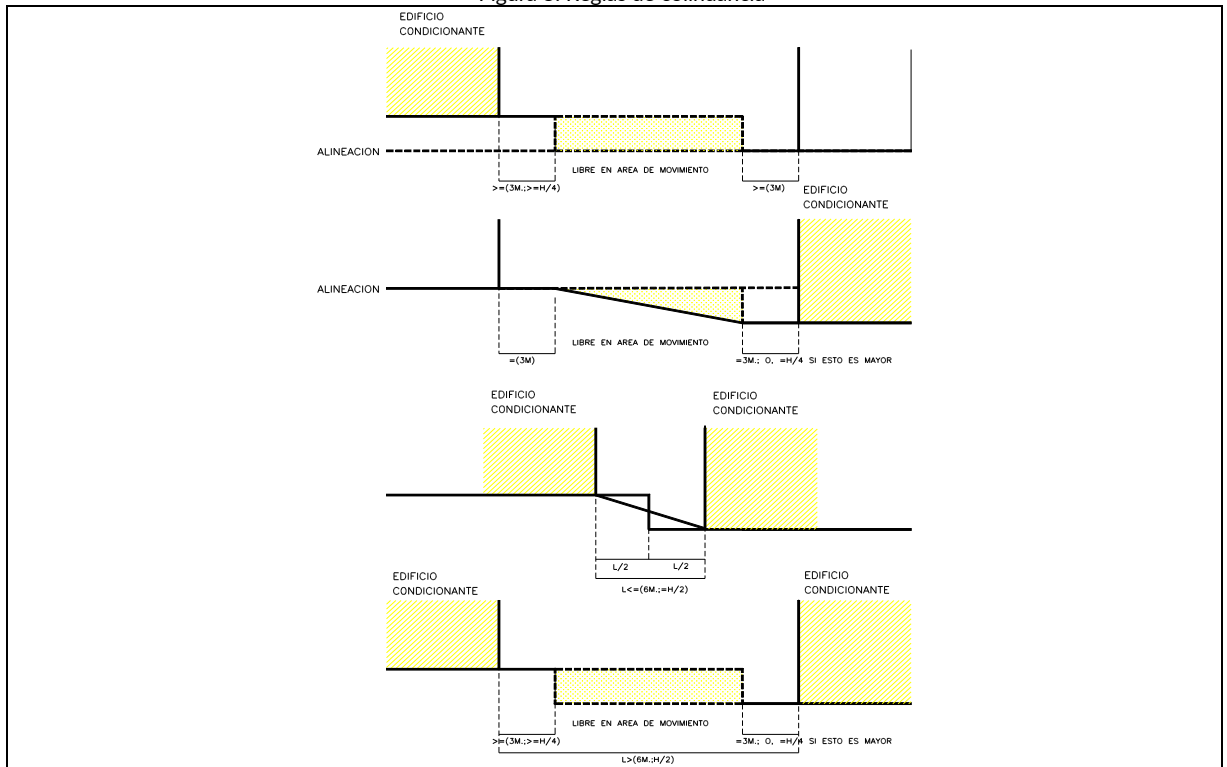 EDIFICIO
CONDICIONANTE
ALINEACION
LIBRE EN AREA DE MOVIMIENTO
>=(3M.;>=H/4)
>=(3M)
EDIFICIO
CONDICIONANTE
ALINEACION
LIBRE EN AREA DE MOVIMIENTO
=(3M)
=3M.; O, =H/4 SI ESTO ES MAYOR
EDIFICIO
CONDICIONANTE
EDIFICIO
CONDICIONANTE
L/2
L/2
L<=(6M.;=H/2)
EDIFICIO
CONDICIONANTE
EDIFICIO
CONDICIONANTE
LIBRE EN AREA DE MOVIMIENTO
>=(3M.;>=H/4)
=3M.; O, =H/4 SI ESTO ES MAYOR
L>(6M.;H/2)